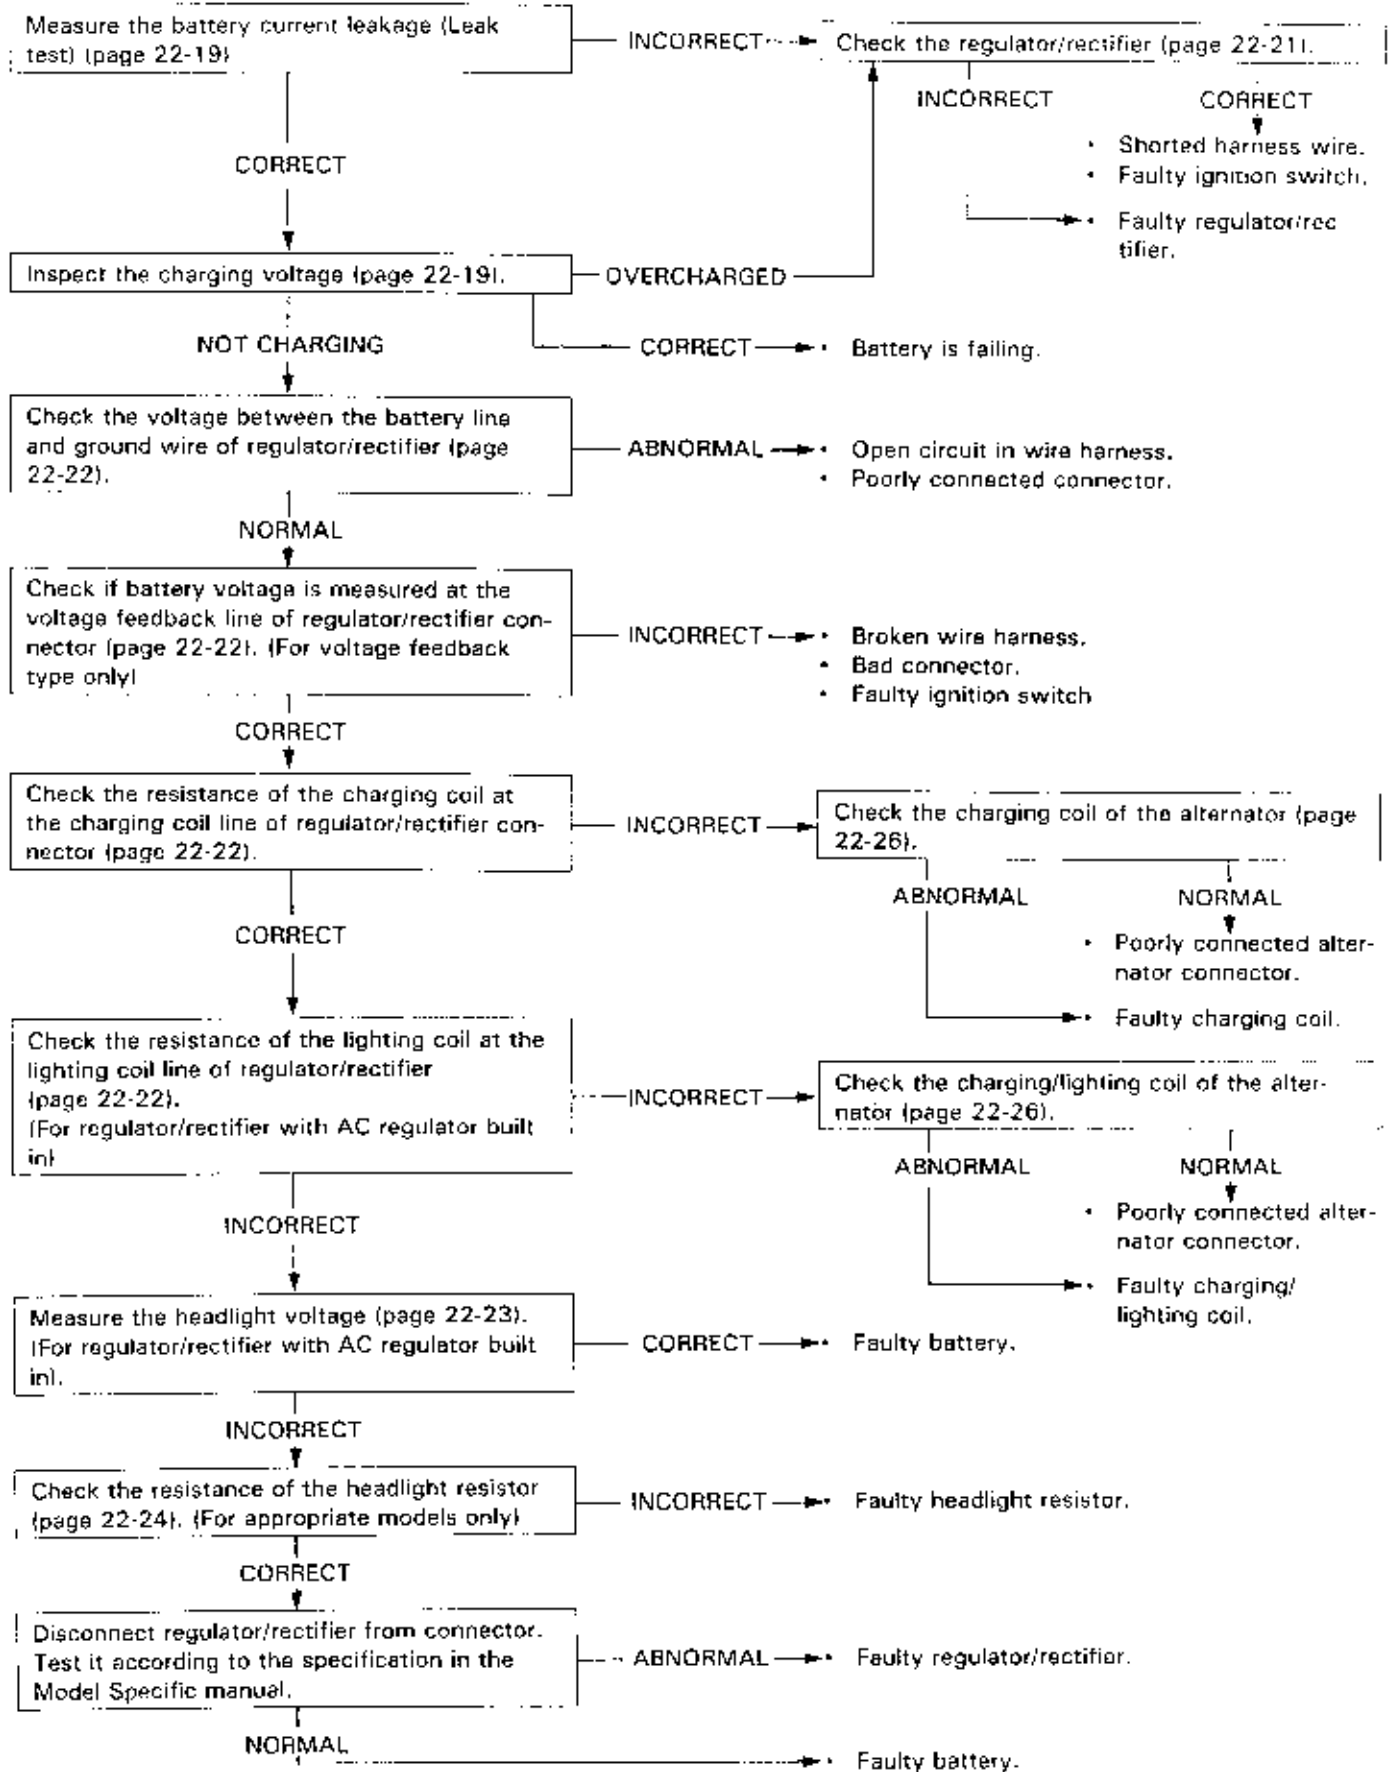 Measure the battery current leakage (Leak
test) (page 22-19)
INCORRECT
Check the regulator/rectifier (page 22-21).
INCORRECT
CORRECT
• Shorted harness wire.
• Faulty ignition switch.
• Faulty regulator/rec
tifier.
CORRECT
Inspect the charging voltage (page 22-19).
OVERCHARGED
NOT CHARGING
CORRECT
• Battery is failing.
Check the voltage between the battery line
and ground wire of regulator/rectifier (page
22-22).
ABNORMAL
• Open circuit in wire harness.
• Poorly connected connector.
NORMAL
Check if battery voltage is measured at the
voltage feedback line of regulator/rectifier con-
nector (page 22-22). (For voltage feedback
type only)
INCORRECT
• Broken wire harness.
• Bad connector.
• Faulty ignition switch
CORRECT
Check the resistance of the charging coil at
the charging coil line of regulator/rectifier con-
nector (page 22-22).
INCORRECT
Check the charging coil of the alternator (page
22-26).
ABNORMAL
NORMAL
• Poorly connected alter-
nator connector.
• Faulty charging coil.
CORRECT
Check the resistance of the lighting coil at the
lighting coil line of regulator/rectifier
(page 22-22).
(For regulator/rectifier with AC regulator built
in)
INCORRECT
Check the charging/lighting coil of the alter-
nator (page 22-26).
ABNORMAL
NORMAL
• Poorly connected alter-
nator connector.
• Faulty charging/
lighting coil.
INCORRECT
Measure the headlight voltage (page 22-23).
(For regulator/rectifier with AC regulator built
in).
CORRECT
• Faulty battery.
INCORRECT
Check the resistance of the headlight resistor
(page 22-24). (For appropriate models only)
INCORRECT
• Faulty headlight resistor.
CORRECT
Disconnect regulator/rectifier from connector.
Test it according to the specification in the
Model Specific manual.
ABNORMAL
• Faulty regulator/rectifier.
NORMAL
• Faulty battery.